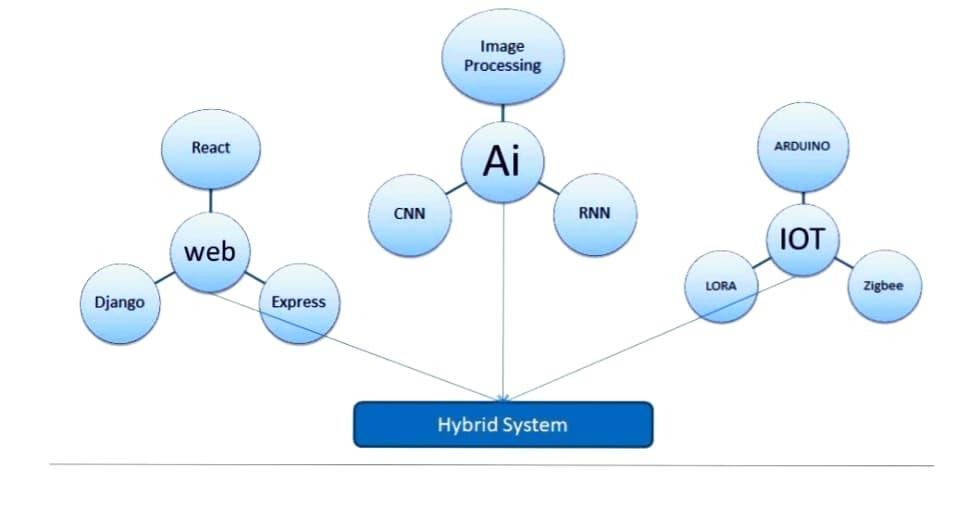 Image
Processing
React
Ai
ARDUINO
CNN
RNN
web
IOT
Django
Express
LORA
Zigbee
Hybrid System